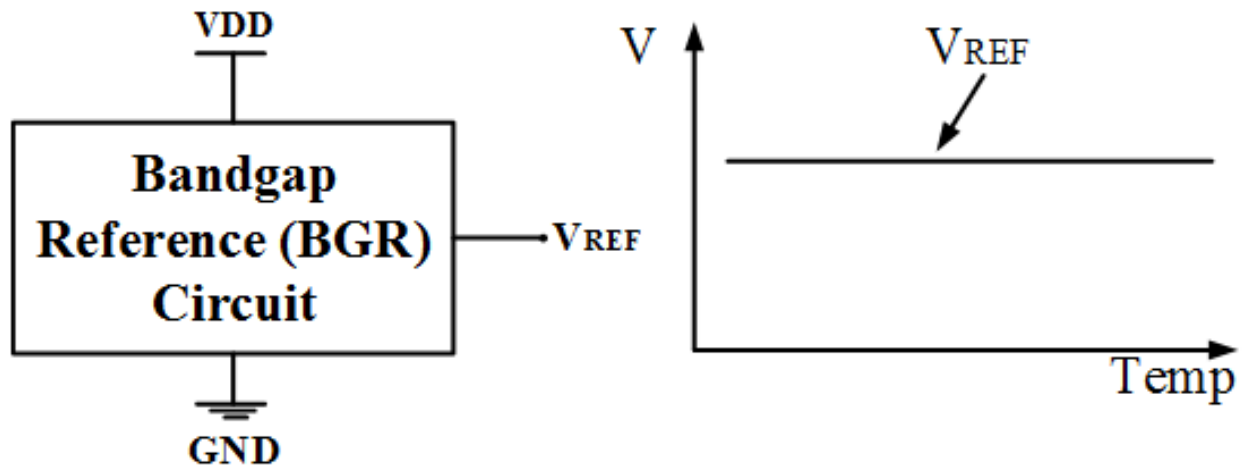 VDD
Bandgap
Reference (BGR)
Circuit
VREF
GND
V
VREF
Temp